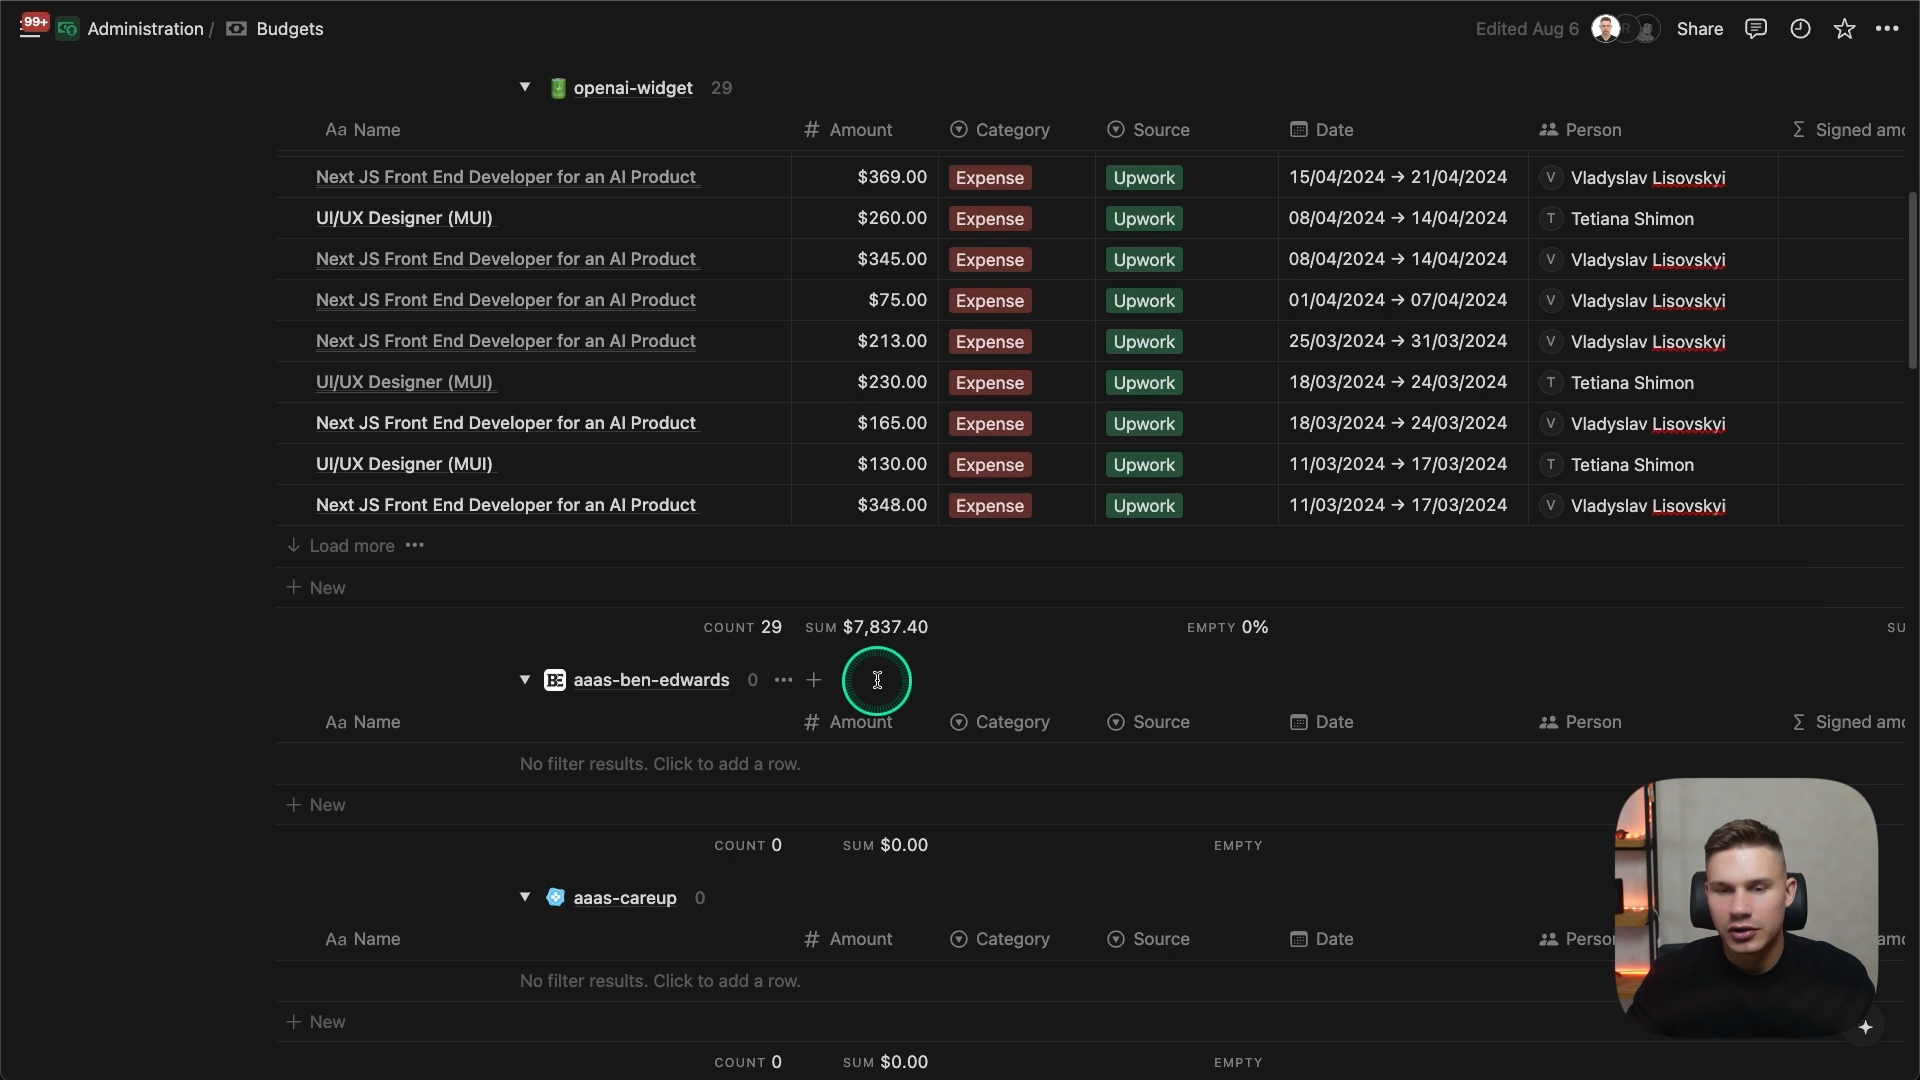 99+ Administration / Budgets Edited Aug 6 R Share
openai-widget 29
Aa Name # Amount Category Source Date Person Σ Signed amo
Next JS Front End Developer for an AI Product $369.00 Expense Upwork 15/04/2024 → 21/04/2024 V Vladyslav Lisovskyi
UI/UX Designer (MUI) $260.00 Expense Upwork 08/04/2024 → 14/04/2024 T Tetiana Shimon
Next JS Front End Developer for an AI Product $345.00 Expense Upwork 08/04/2024 → 14/04/2024 V Vladyslav Lisovskyi
Next JS Front End Developer for an AI Product $75.00 Expense Upwork 01/04/2024 → 07/04/2024 V Vladyslav Lisovskyi
Next JS Front End Developer for an AI Product $213.00 Expense Upwork 25/03/2024 → 31/03/2024 V Vladyslav Lisovskyi
UI/UX Designer (MUI) $230.00 Expense Upwork 18/03/2024 → 24/03/2024 T Tetiana Shimon
Next JS Front End Developer for an AI Product $165.00 Expense Upwork 18/03/2024 → 24/03/2024 V Vladyslav Lisovskyi
UI/UX Designer (MUI) $130.00 Expense Upwork 11/03/2024 → 17/03/2024 T Tetiana Shimon
Next JS Front End Developer for an AI Product $348.00 Expense Upwork 11/03/2024 → 17/03/2024 V Vladyslav Lisovskyi
↓ Load more •••
+ New
COUNT 29 SUM $7,837.40 EMPTY 0% SU
BE aaas-ben-edwards 0 ••• +
Aa Name # Amount Category Source Date Person Σ Signed amo
No filter results. Click to add a row.
+ New
COUNT 0 SUM $0.00 EMPTY
aaas-careup 0
Aa Name # Amount Category Source Date Person amo
No filter results. Click to add a row.
+ New
COUNT 0 SUM $0.00 EMPTY